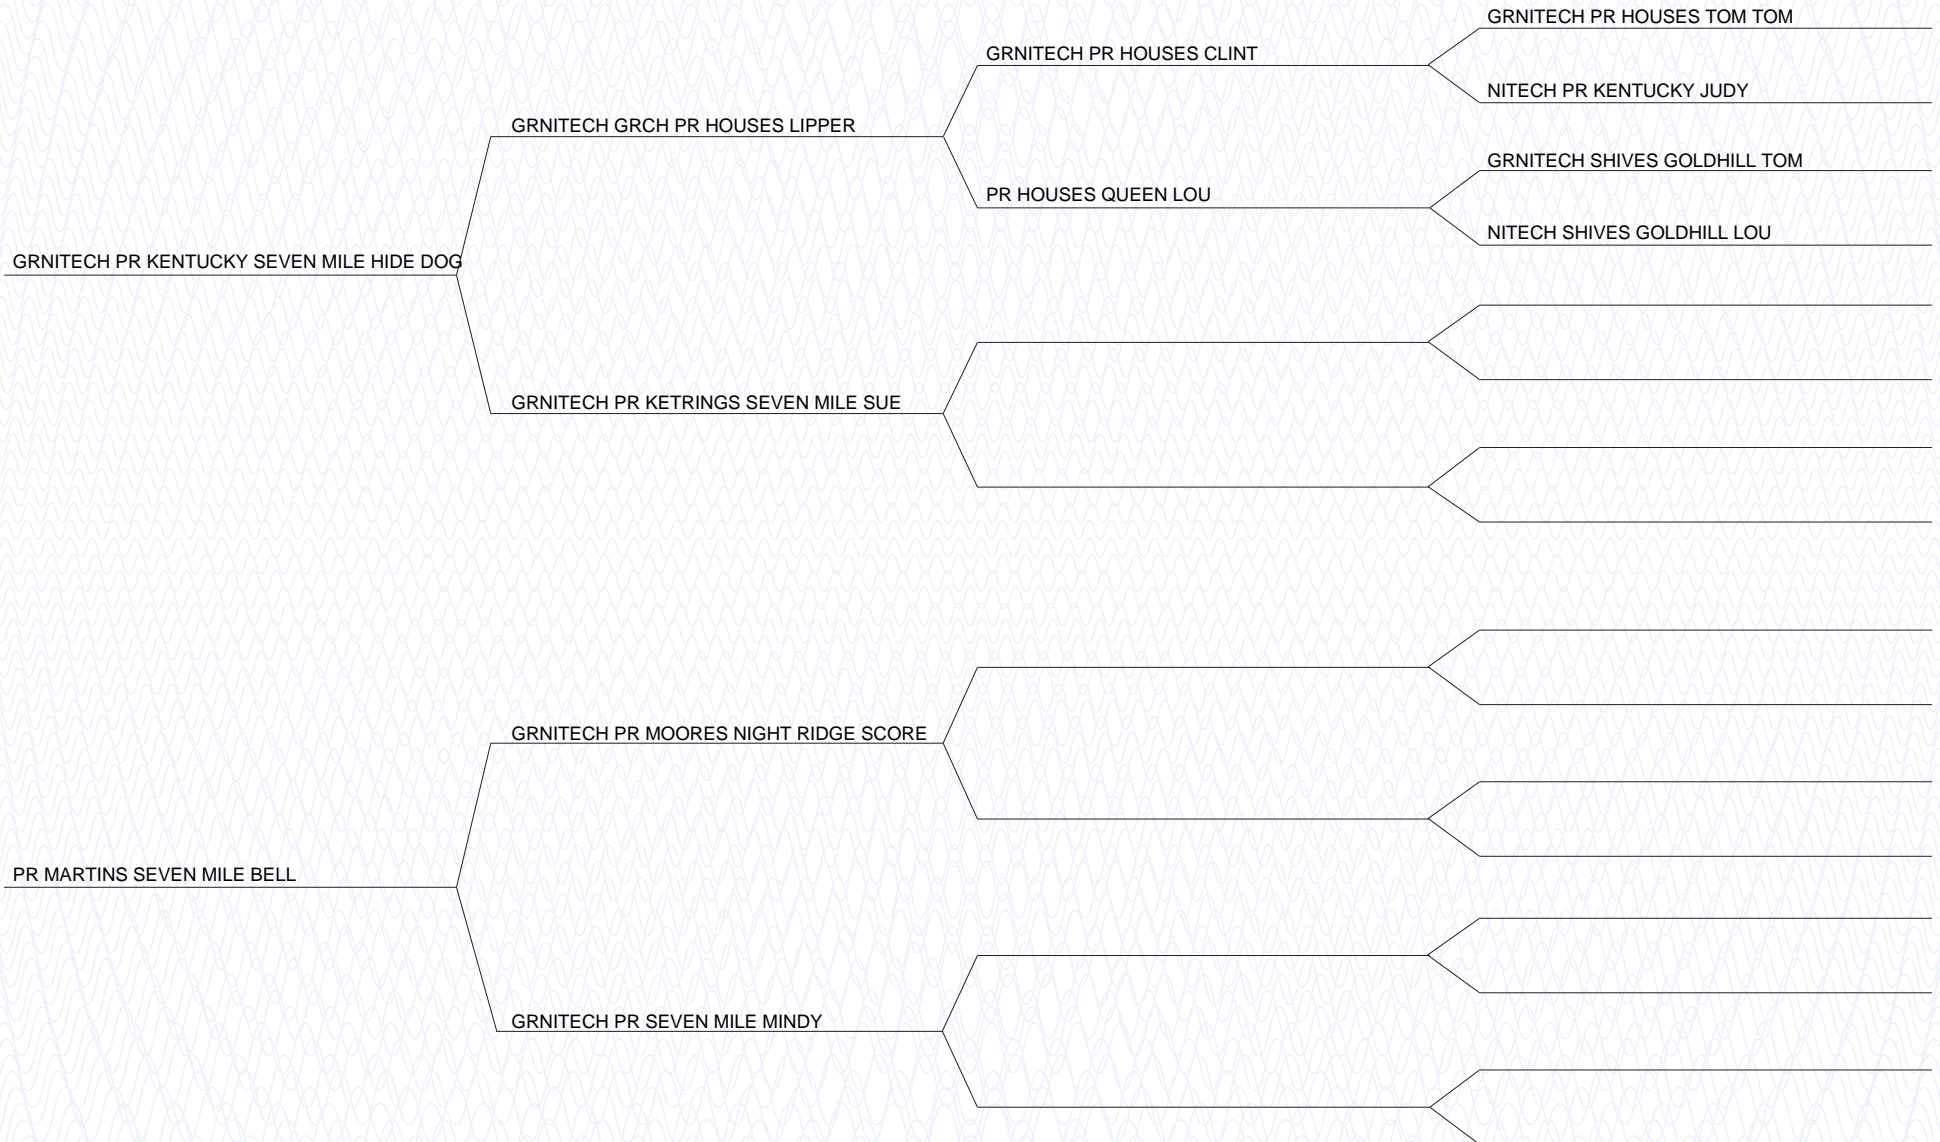 GRNITECH PR HOUSES TOM TOM
GRNITECH PR HOUSES CLINT
NITECH PR KENTUCKY JUDY
GRNITECH GRCH PR HOUSES LIPPER
GRNITECH SHIVES GOLDHILL TOM
PR HOUSES QUEEN LOU
NITECH SHIVES GOLDHILL LOU
GRNITECH PR KENTUCKY SEVEN MILE HIDE DOG
GRNITECH PR KETRINGS SEVEN MILE SUE
GRNITECH PR MOORES NIGHT RIDGE SCORE
PR MARTINS SEVEN MILE BELL
GRNITECH PR SEVEN MILE MINDY